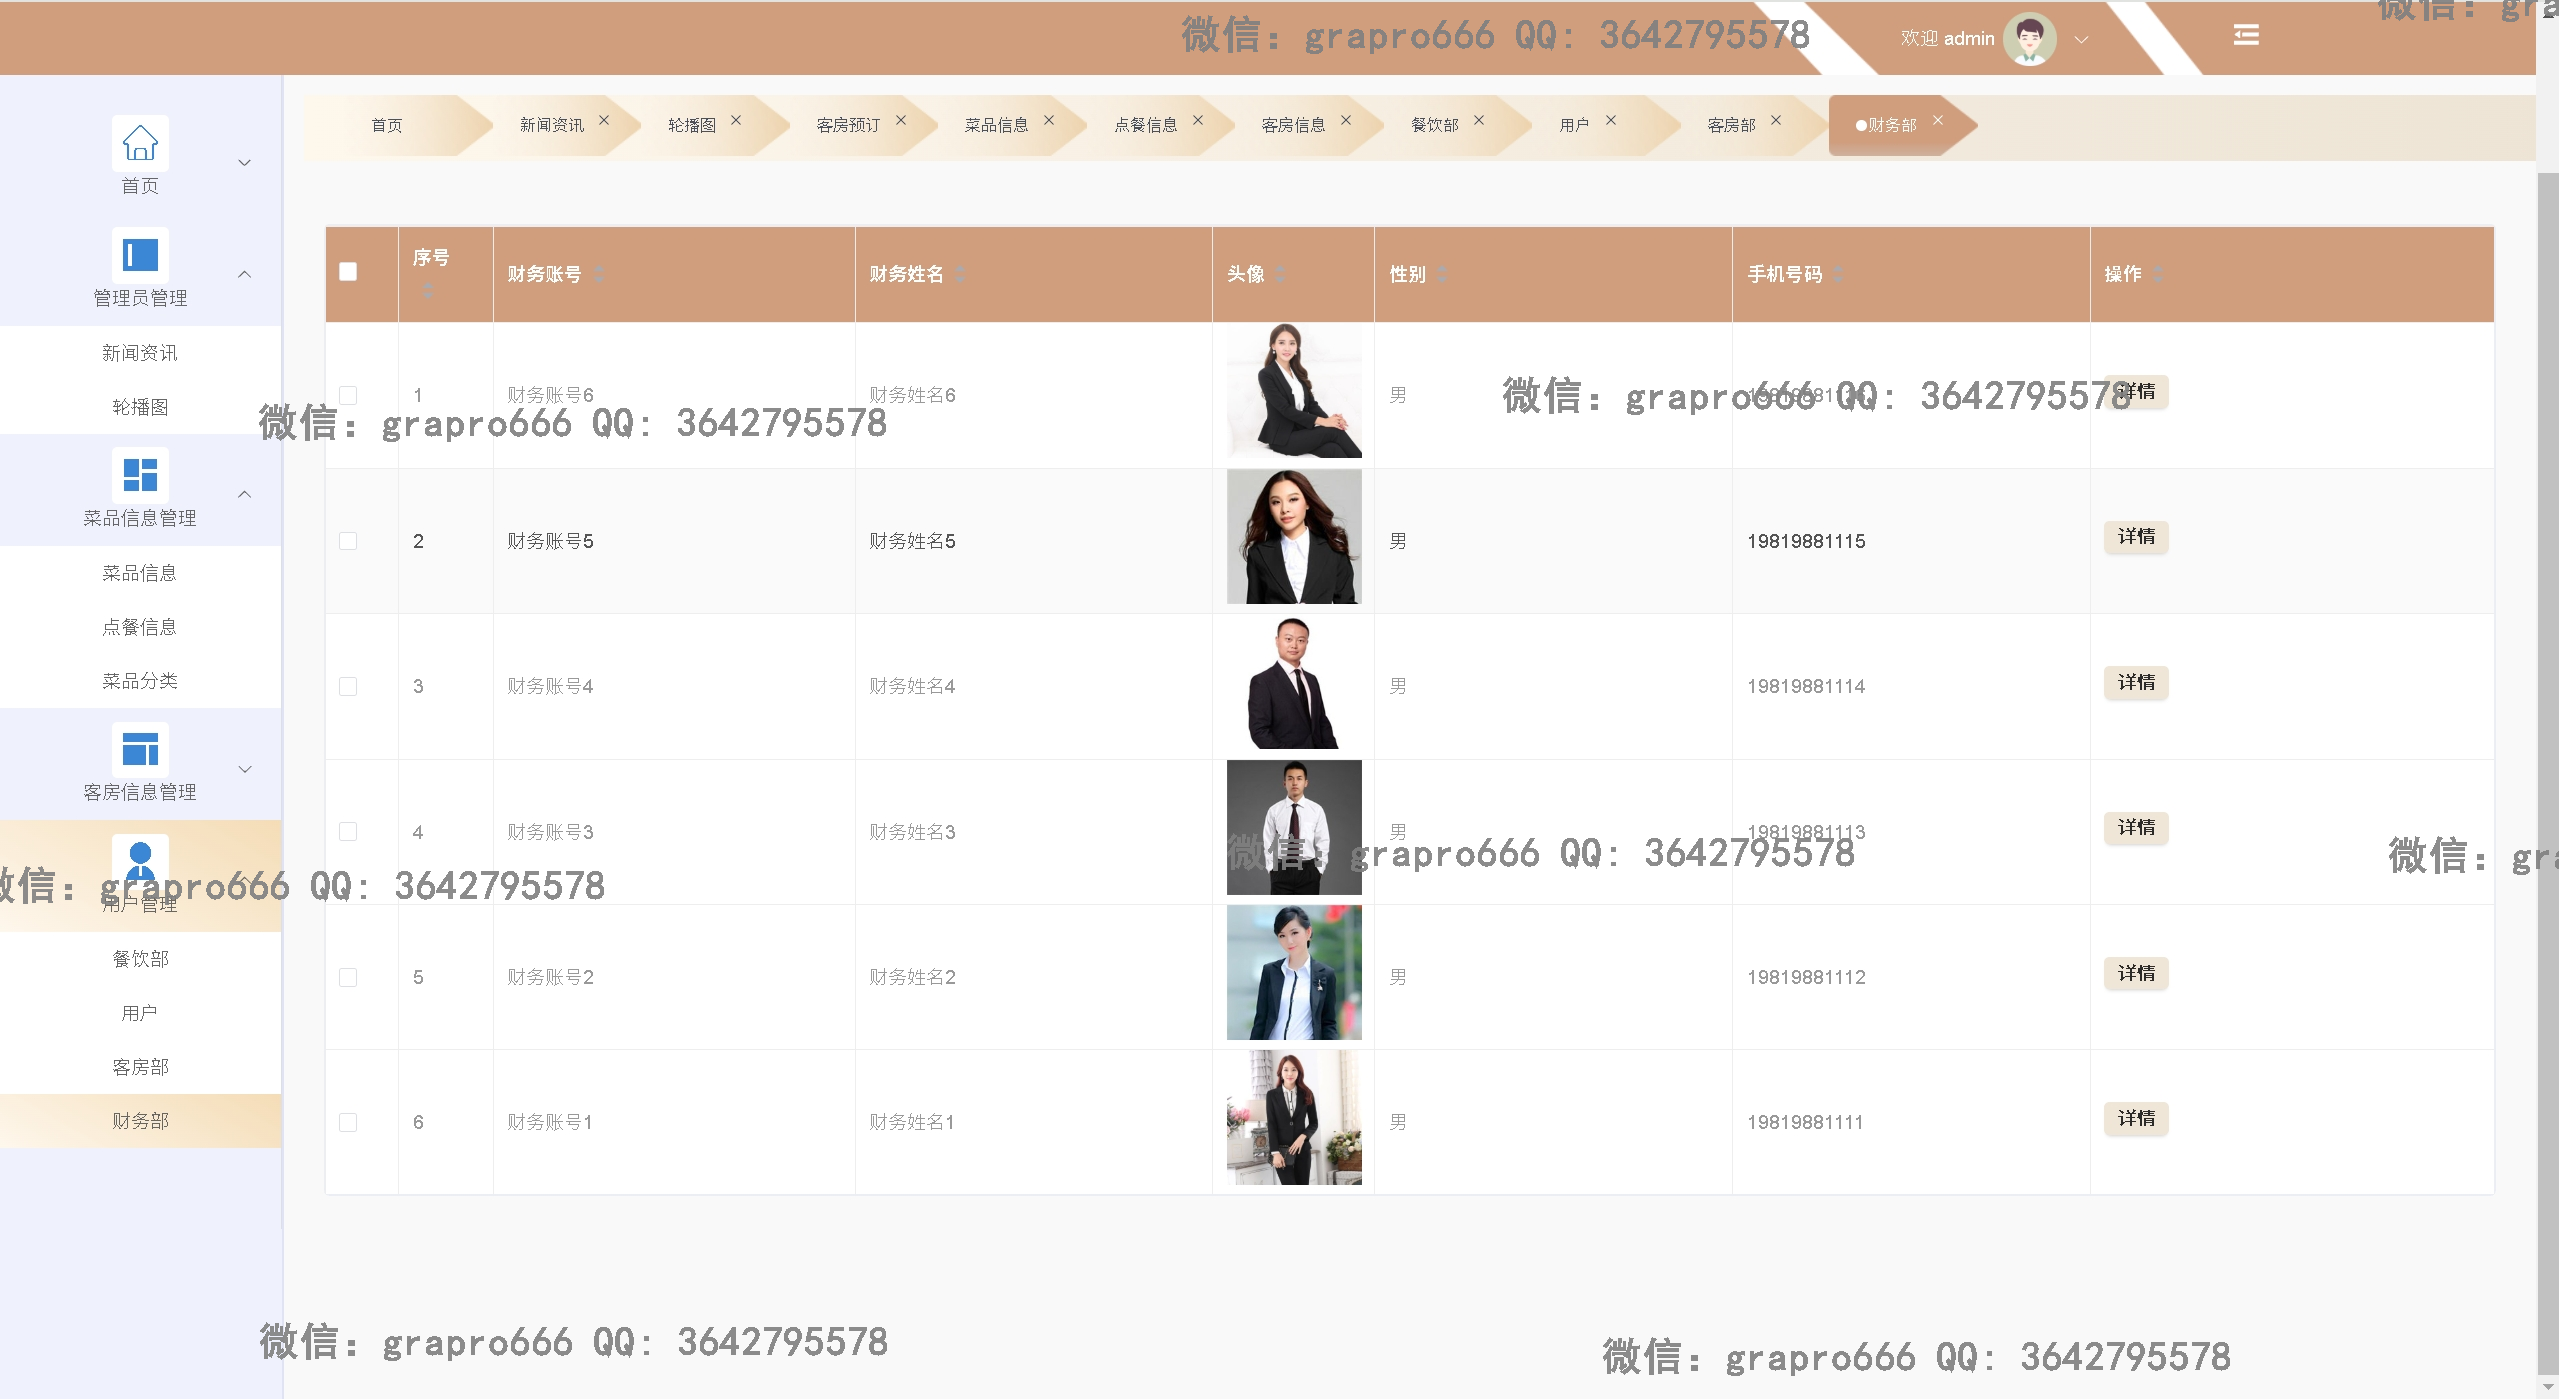 微信: grapro666 QQ: 3642795578
欢迎 admin
首页
新闻资讯
轮播图
客房预订
菜品信息
点餐信息
客房信息
餐饮部
用户
客房部
财务部
首页
管理员管理
新闻资讯
轮播图
菜品信息管理
菜品信息
点餐信息
菜品分类
客房信息管理
用户管理
餐饮部
用户
客房部
财务部
序号 财务账号 财务姓名 头像 性别 手机号码 操作
1 财务账号6 财务姓名6 男 详情
微信: grapro666 QQ: 3642795578
微信: grapro666 QQ: 3642795578
2 财务账号5 财务姓名5 男 19819881115 详情
3 财务账号4 财务姓名4 男 19819881114 详情
4 财务账号3 财务姓名3 男 19819881113 详情
微信: grapro666 QQ: 3642795578
微信: gra
微信: grapro666 QQ: 3642795578
5 财务账号2 财务姓名2 男 19819881112 详情
6 财务账号1 财务姓名1 男 19819881111 详情
微信: grapro666 QQ: 3642795578
微信: grapro666 QQ: 3642795578